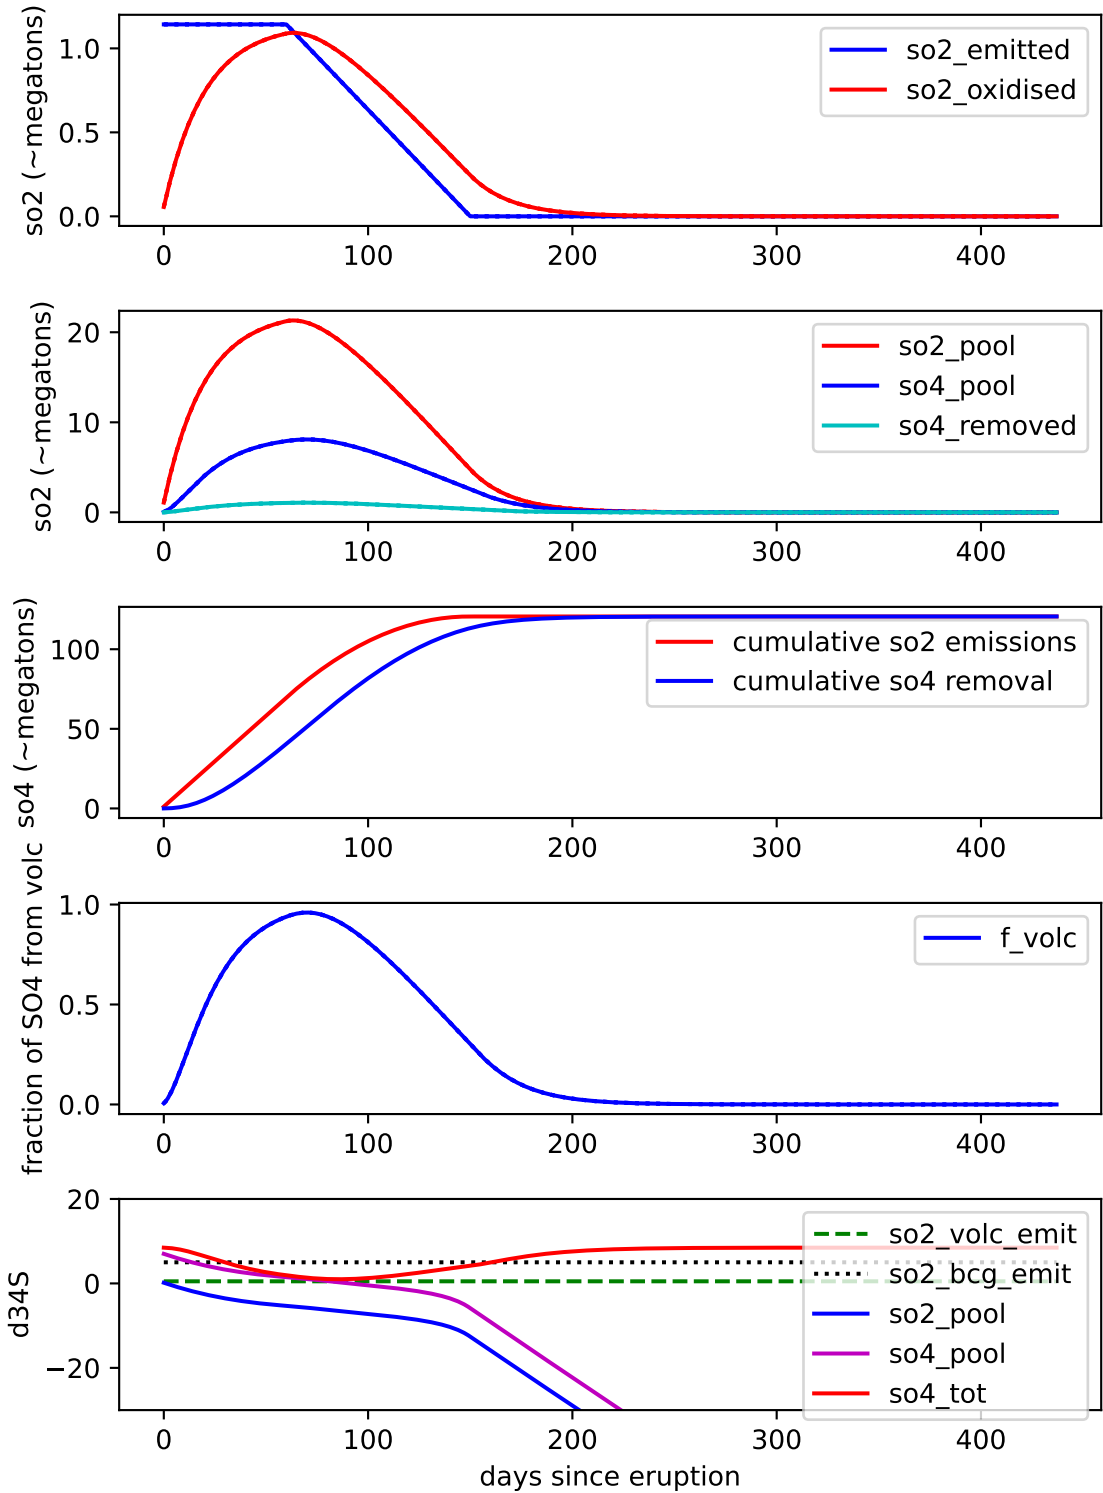 so2 (~megatons)
1.0
0.5
0.0
so2_emitted
so2_oxidised
0 100 200 300 400
so2 (~megatons)
20
10
0
so2_pool
so4_pool
so4_removed
0 100 200 300 400
so4 (~megatons)
100
50
0
cumulative so2 emissions
cumulative so4 removal
0 100 200 300 400
fraction of SO4 from volc
1.0
0.5
0.0
f_volc
0 100 200 300 400
d34S
20
0
−20
so2_volc_emit
so2_bcg_emit
so2_pool
so4_pool
so4_tot
0 100 200 300 400
days since eruption